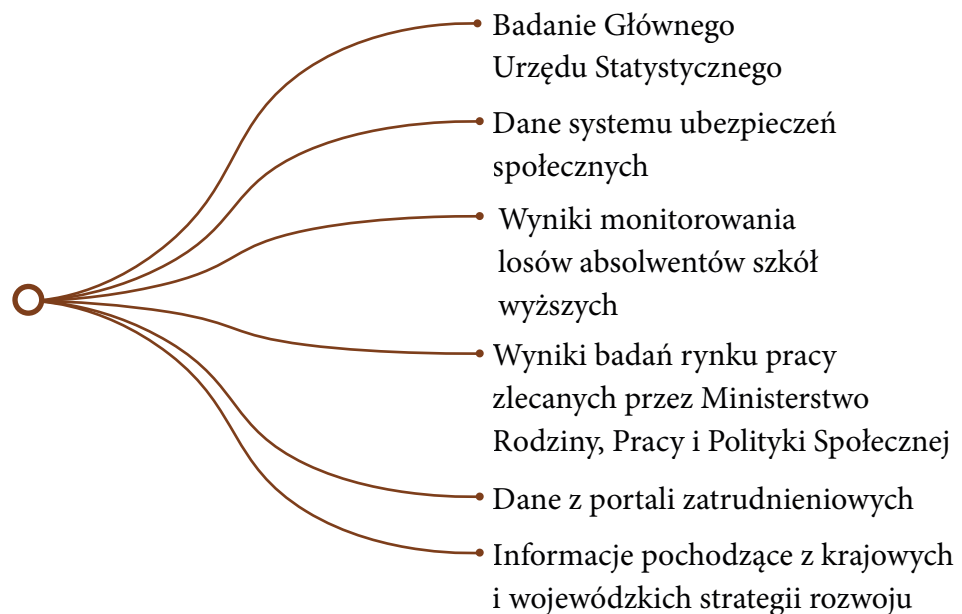 Badanie Głównego
Urzędu Statystycznego
Dane systemu ubezpieczeń
społecznych
Wyniki monitorowania
losów absolwentów szkół
wyższych
Wyniki badań rynku pracy
zlecanych przez Ministerstwo
Rodziny, Pracy i Polityki Społecznej
Dane z portali zatrudnieniowych
Informacje pochodzące z krajowych
i wojewódzkich strategii rozwoju